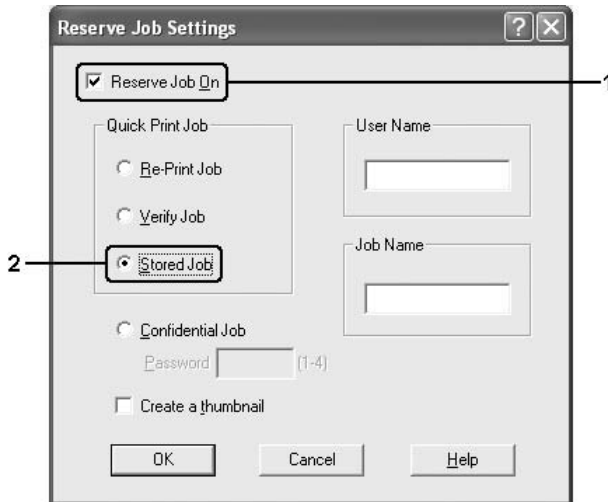 Reserve Job Settings
Reserve Job On
1
Quick Print Job
Re-Print Job
Verify Job
2
Stored Job
User Name
Job Name
Confidential Job
Password (1-4)
Create a thumbnail
OK Cancel Help